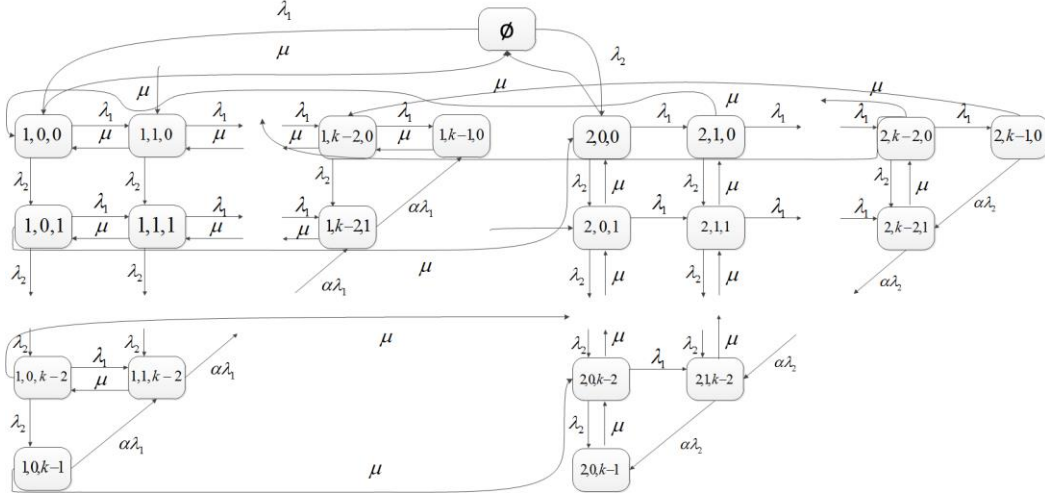 λ₁
ø
λ₂
μ
μ
μ
μ
1,0,0
λ₁
μ
1,1,0
λ₁
μ
μ
1,k−2,0
λ₁
μ
1,k−1,0
2,0,0
λ₁
2,1,0
λ₁
λ₁
2,k−2,0
λ₁
2,k−1,0
λ₂
λ₂
λ₂
αλ₁
λ₂
μ
λ₂
μ
λ₂
μ
αλ₂
1,0,1
λ₁
μ
1,1,1
λ₁
μ
λ₁
μ
1,k−2,1
2,0,1
λ₁
2,1,1
λ₁
λ₁
2,k−2,1
λ₂
λ₂
αλ₁
μ
λ₂
μ
λ₂
μ
αλ₂
λ₂
λ₂
μ
λ₂
μ
λ₂
μ
1,0,k−2
λ₁
μ
1,1,k−2
αλ₁
2,0,k−2
λ₁
2,1,k−2
αλ₂
λ₂
αλ₁
λ₂
μ
αλ₂
1,0,k−1
μ
2,0,k−1